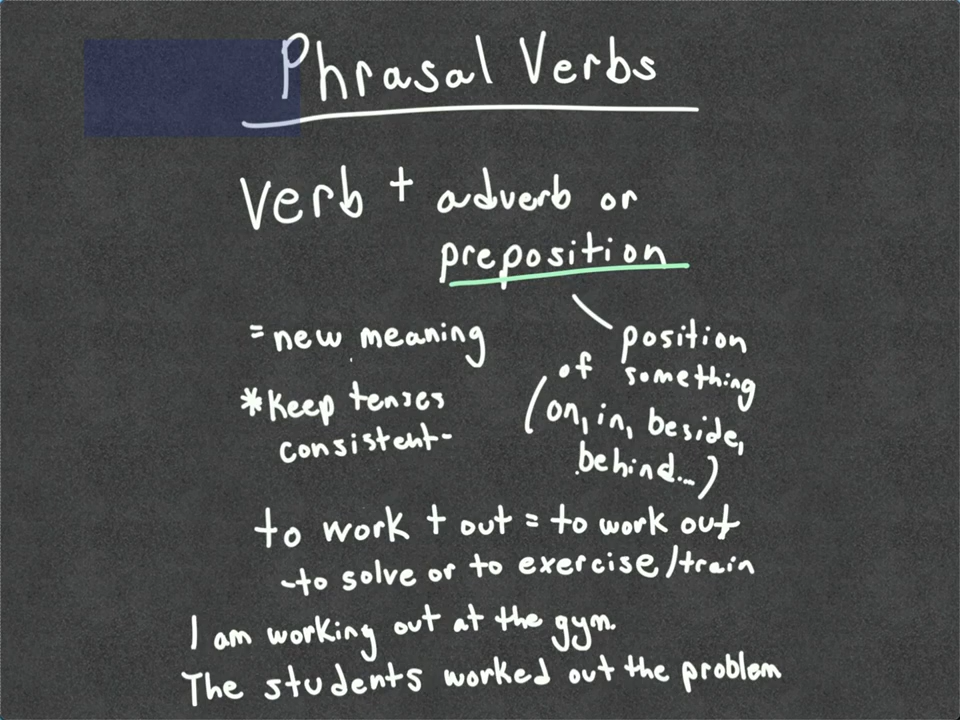 Phrasal Verbs
Verb + adverb or
preposition
= new meaning
*Keep tenses
consistent-
position
of something
(on, in, beside,
behind...)
to work + out = to work out
-to solve or to exercise/train
I am working out at the gym.
The students worked out the problem